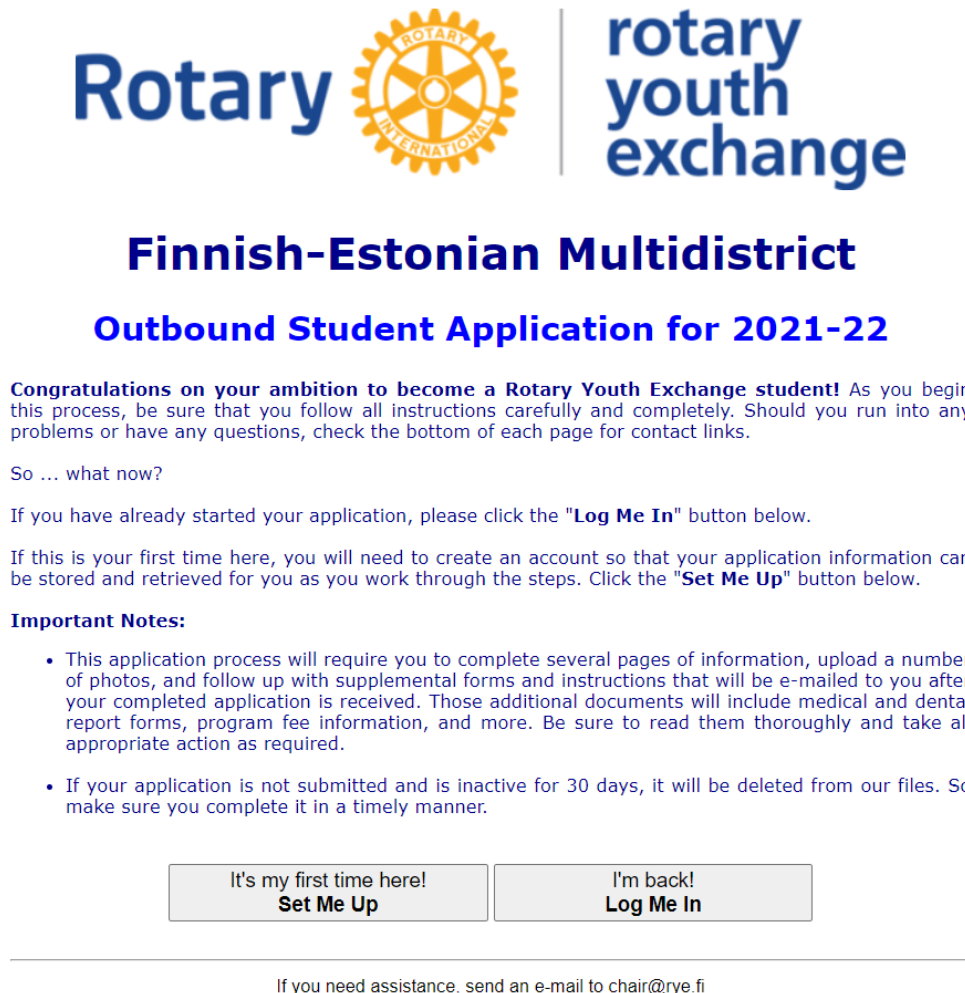 Rotary
ROTARY
INTERNATIONAL
rotary
youth
exchange
Finnish-Estonian Multidistrict
Outbound Student Application for 2021-22
Congratulations on your ambition to become a Rotary Youth Exchange student! As you begin
this process, be sure that you follow all instructions carefully and completely. Should you run into any
problems or have any questions, check the bottom of each page for contact links.
So ... what now?
If you have already started your application, please click the "Log Me In" button below.
If this is your first time here, you will need to create an account so that your application information can
be stored and retrieved for you as you work through the steps. Click the "Set Me Up" button below.
Important Notes:
• This application process will require you to complete several pages of information, upload a number
of photos, and follow up with supplemental forms and instructions that will be e-mailed to you after
your completed application is received. Those additional documents will include medical and dental
report forms, program fee information, and more. Be sure to read them thoroughly and take all
appropriate action as required.
• If your application is not submitted and is inactive for 30 days, it will be deleted from our files. So
make sure you complete it in a timely manner.
It's my first time here!
Set Me Up
I'm back!
Log Me In
If you need assistance, send an e-mail to chair@rye.fi